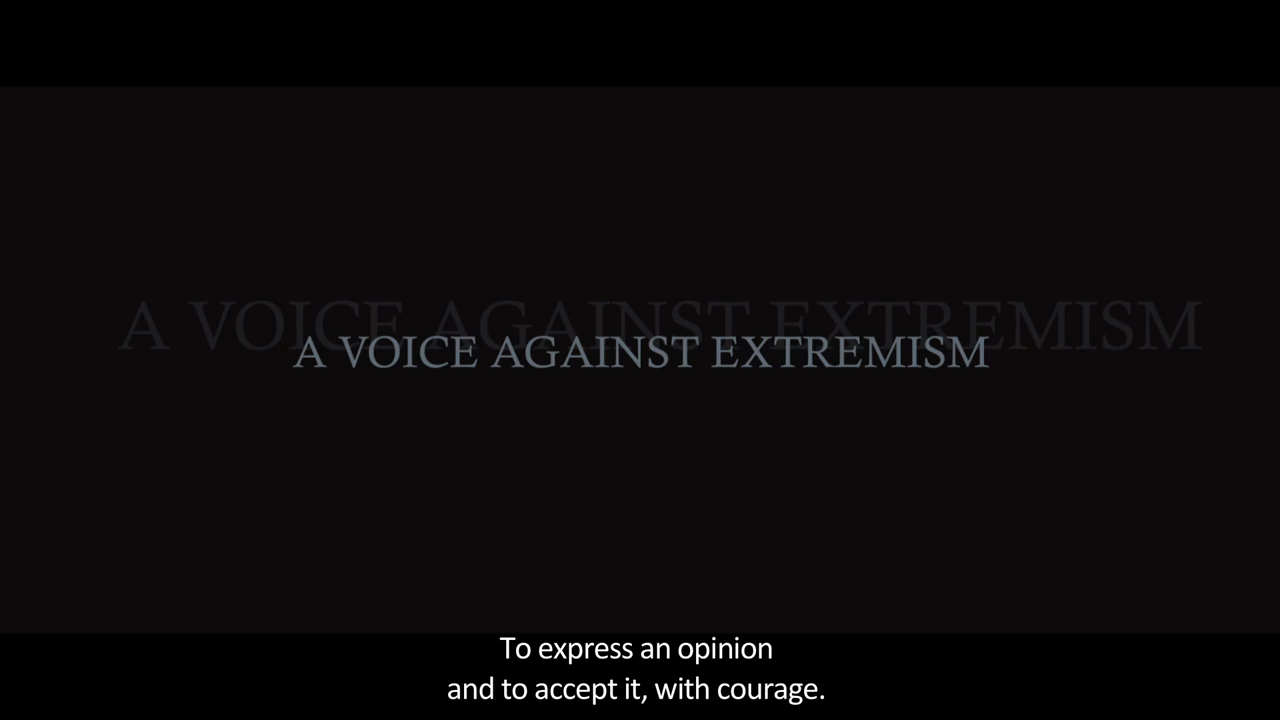 A VOICE AGAINST EXTREMISM
A VOICE AGAINST EXTREMISM
To express an opinion
and to accept it, with courage.